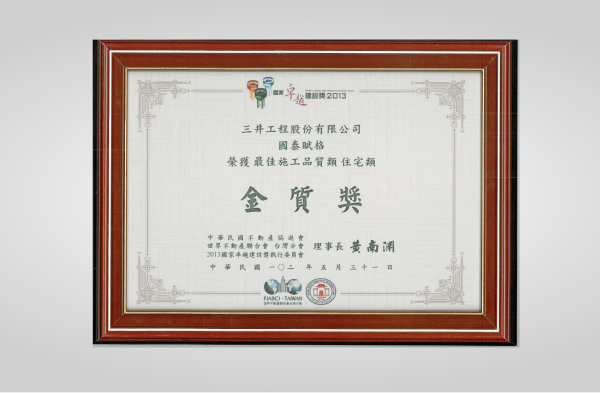 國家卓越建設獎2013
三井工程股份有限公司
國泰賦格
榮獲 最佳施工品質類 住宅類
金質獎
中華民國不動產協進會
世界不動產聯合會 台灣分會
2013國家卓越建設獎執行委員會
理事長 黃南渊
中華民國一〇二年五月三十一日
FIABCI-TAIWAN